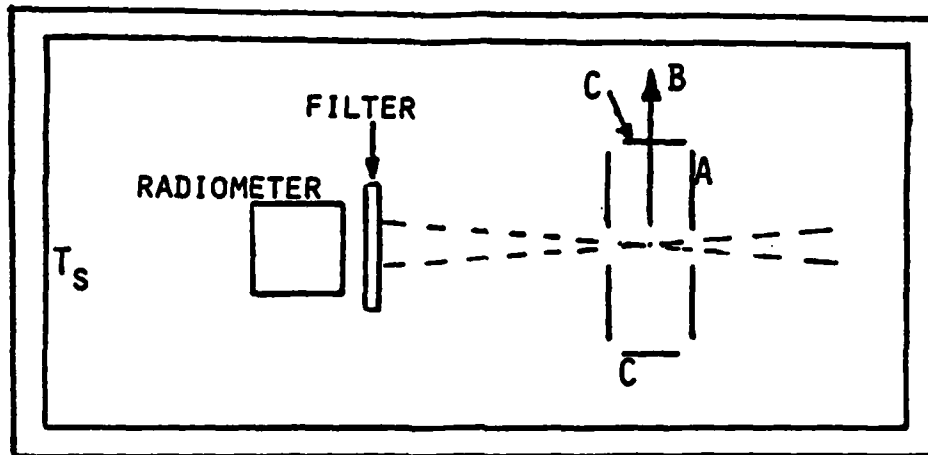 C B
FILTER
A
RADIOMETER
T_S
C